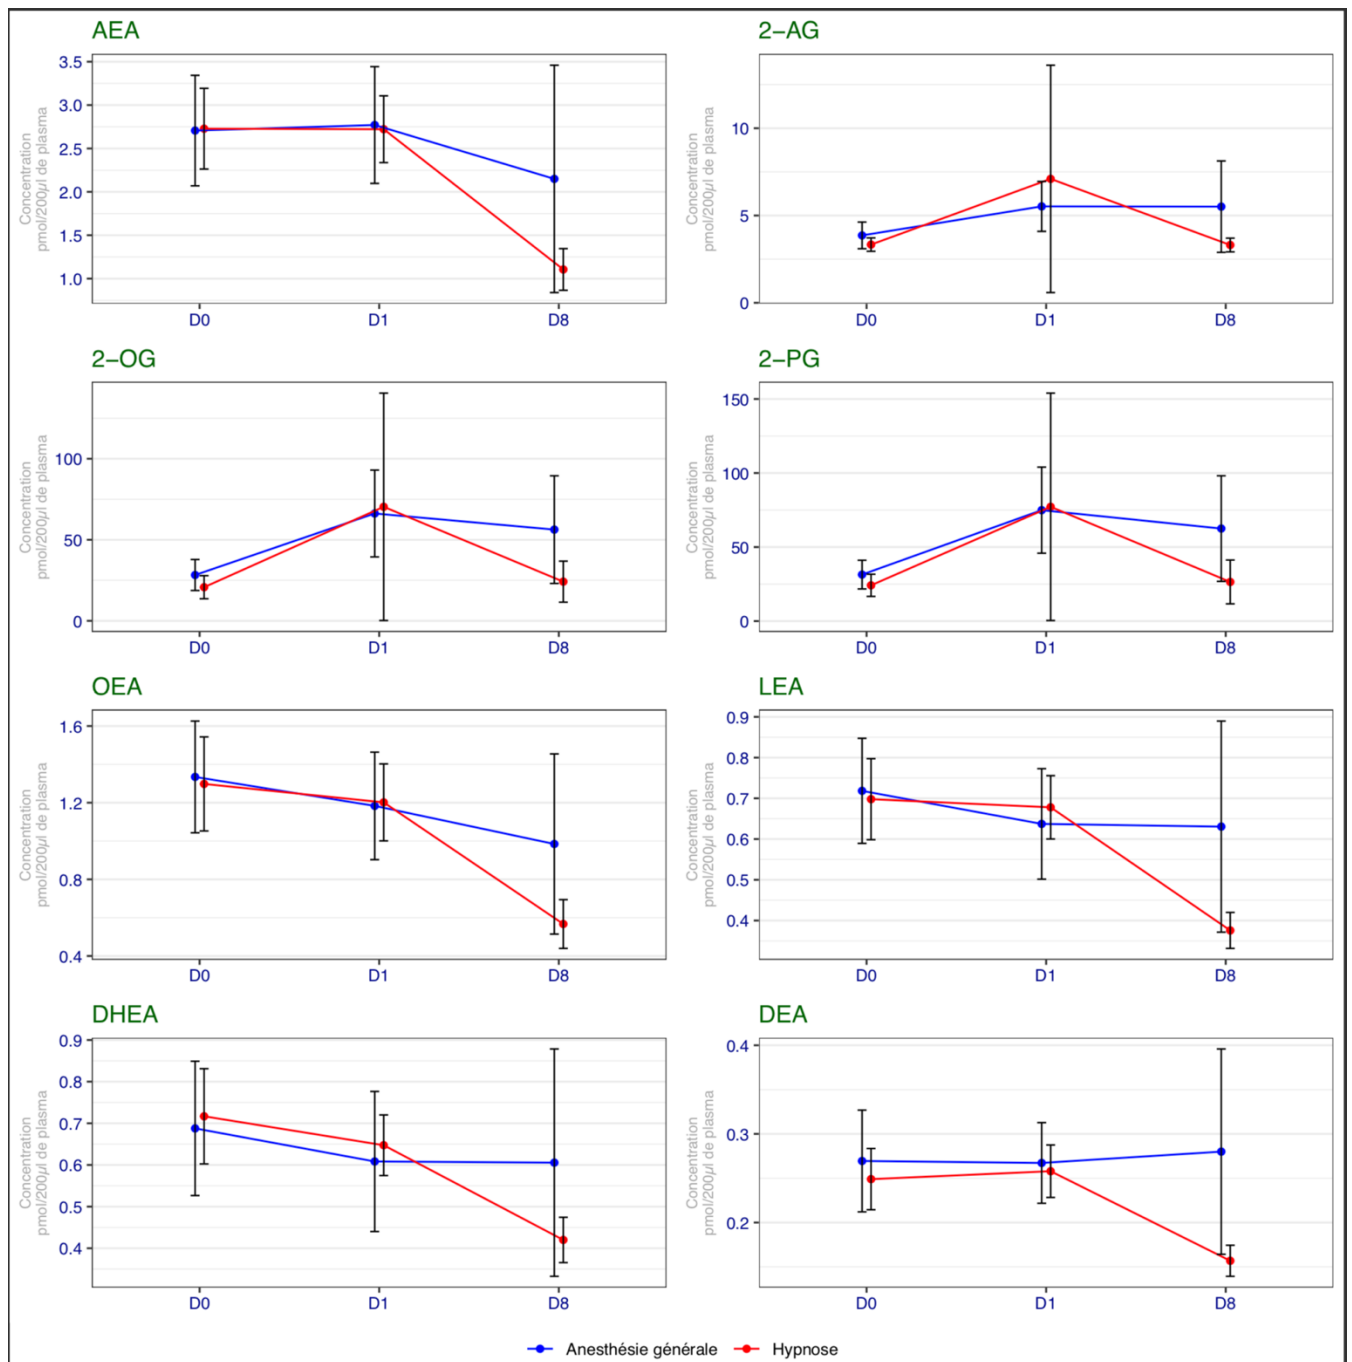 AEA
Concentration
pmol/200µl de plasma
3.5
3.0
2.5
2.0
1.5
1.0
D0 D1 D8
2−AG
Concentration
pmol/200µl de plasma
10
5
0
D0 D1 D8
2−OG
Concentration
pmol/200µl de plasma
100
50
0
D0 D1 D8
2−PG
Concentration
pmol/200µl de plasma
150
100
50
0
D0 D1 D8
OEA
Concentration
pmol/200µl de plasma
1.6
1.2
0.8
0.4
D0 D1 D8
LEA
Concentration
pmol/200µl de plasma
0.9
0.8
0.7
0.6
0.5
0.4
D0 D1 D8
DHEA
Concentration
pmol/200µl de plasma
0.9
0.8
0.7
0.6
0.5
0.4
D0 D1 D8
DEA
Concentration
pmol/200µl de plasma
0.4
0.3
0.2
D0 D1 D8
Anesthésie générale Hypnose